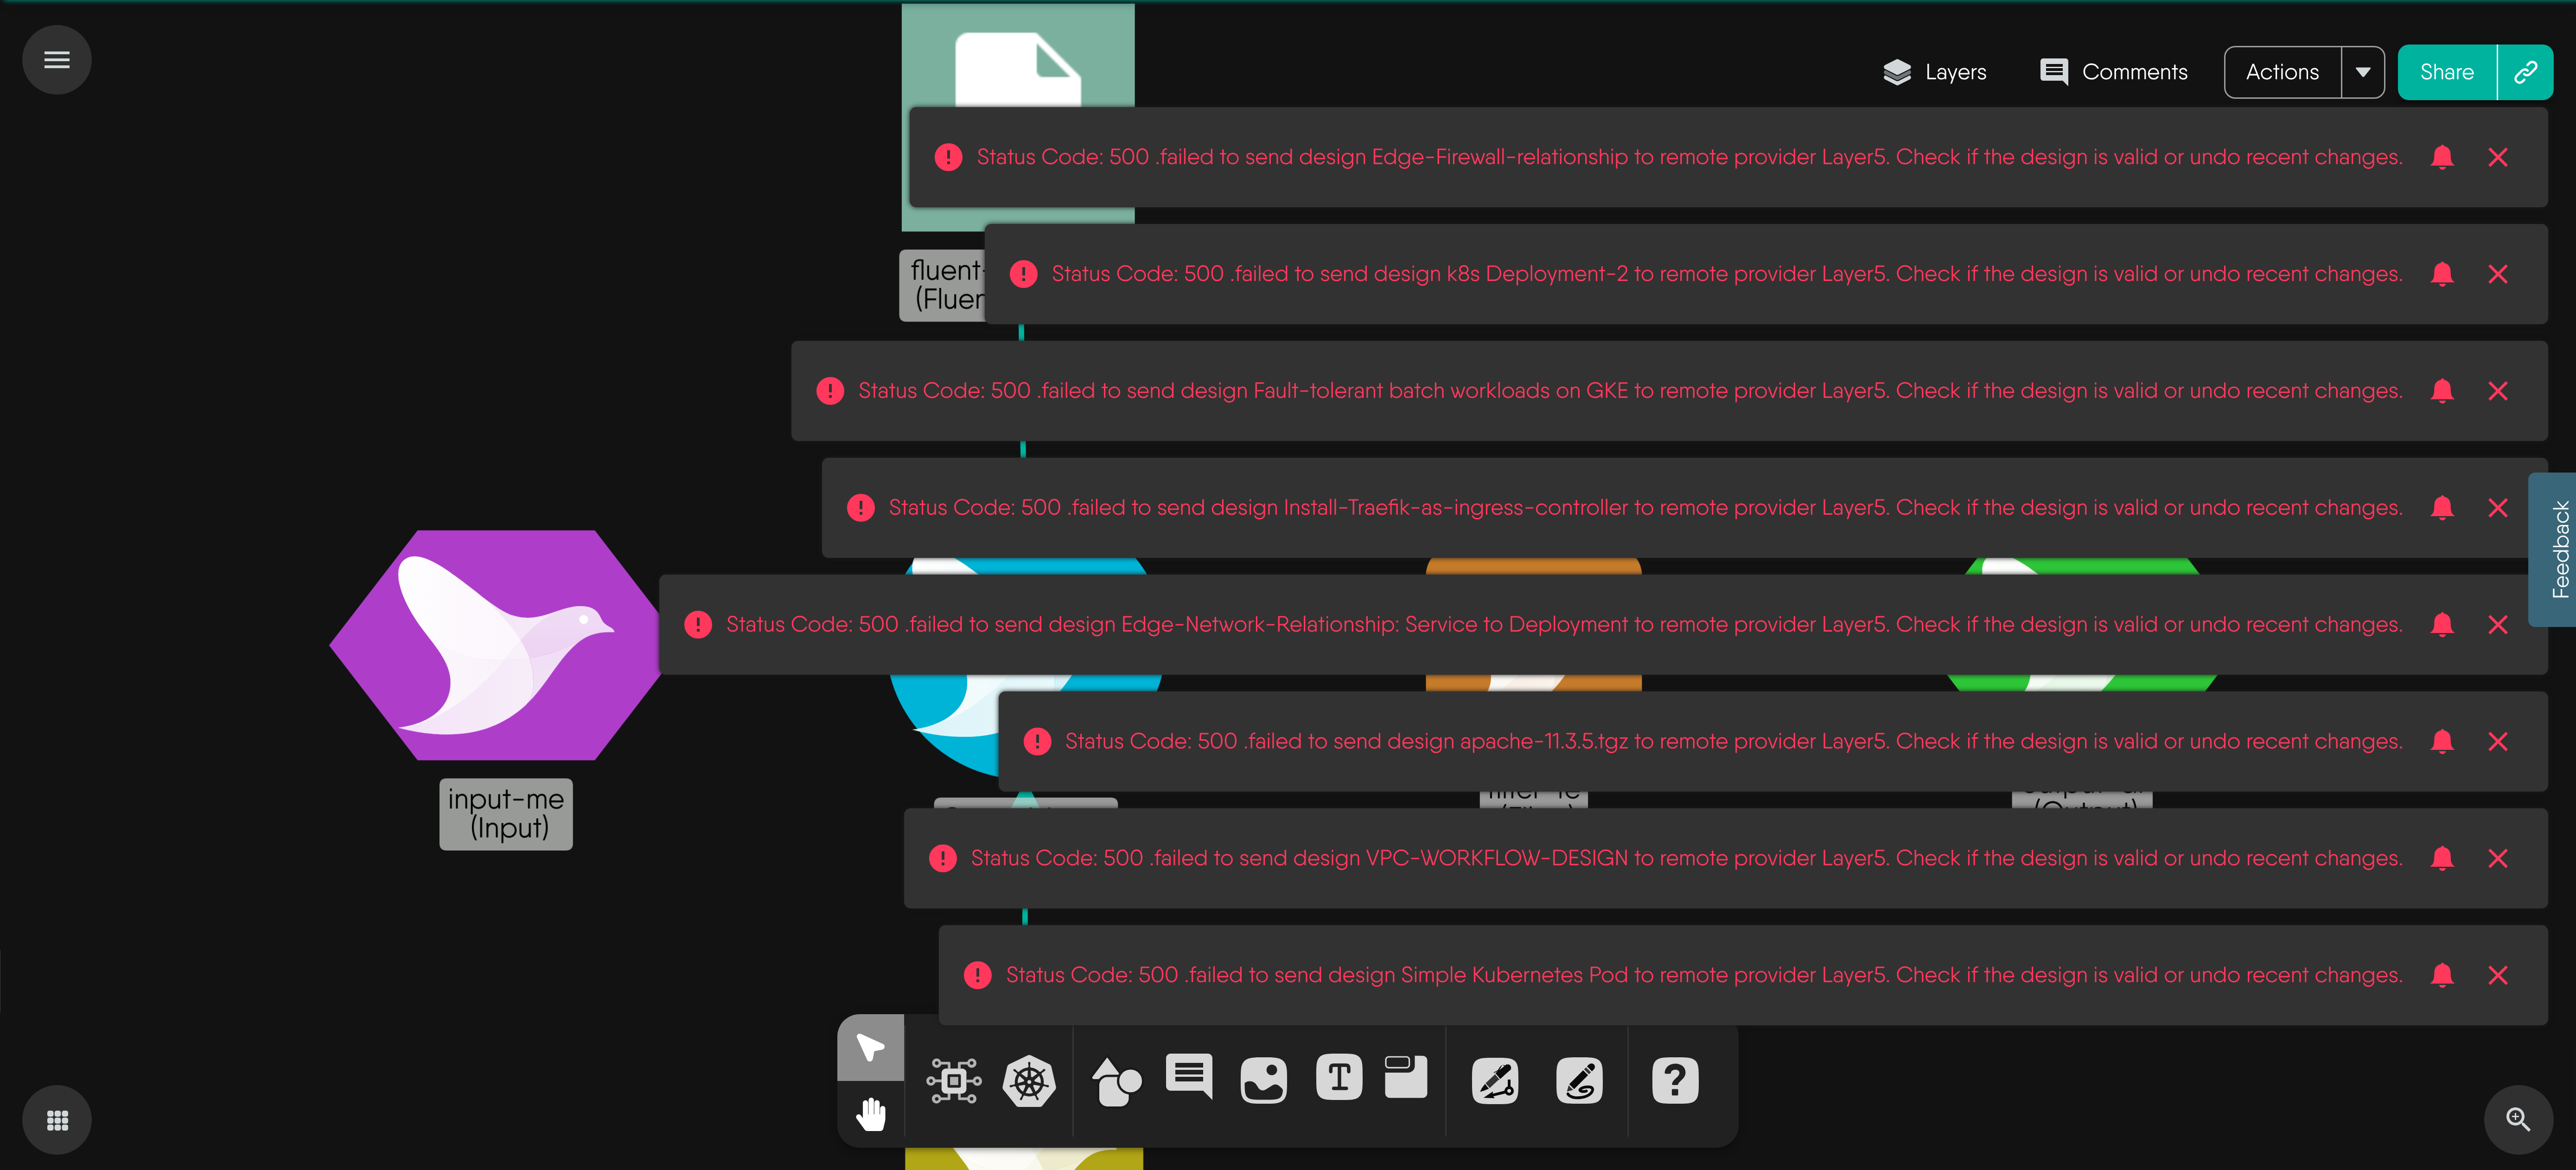 Layers
Comments
Actions
Share
Status Code: 500 .failed to send design Edge-Firewall-relationship to remote provider Layer5. Check if the design is valid or undo recent changes.
fluent-
(Fluen
Status Code: 500 .failed to send design k8s Deployment-2 to remote provider Layer5. Check if the design is valid or undo recent changes.
Status Code: 500 .failed to send design Fault-tolerant batch workloads on GKE to remote provider Layer5. Check if the design is valid or undo recent changes.
Status Code: 500 .failed to send design Install-Traefik-as-ingress-controller to remote provider Layer5. Check if the design is valid or undo recent changes.
Feedback
Status Code: 500 .failed to send design Edge-Network-Relationship: Service to Deployment to remote provider Layer5. Check if the design is valid or undo recent changes.
Status Code: 500 .failed to send design apache-11.3.5.tgz to remote provider Layer5. Check if the design is valid or undo recent changes.
input-me
(Input)
(Output)
Status Code: 500 .failed to send design VPC-WORKFLOW-DESIGN to remote provider Layer5. Check if the design is valid or undo recent changes.
Status Code: 500 .failed to send design Simple Kubernetes Pod to remote provider Layer5. Check if the design is valid or undo recent changes.
T
?